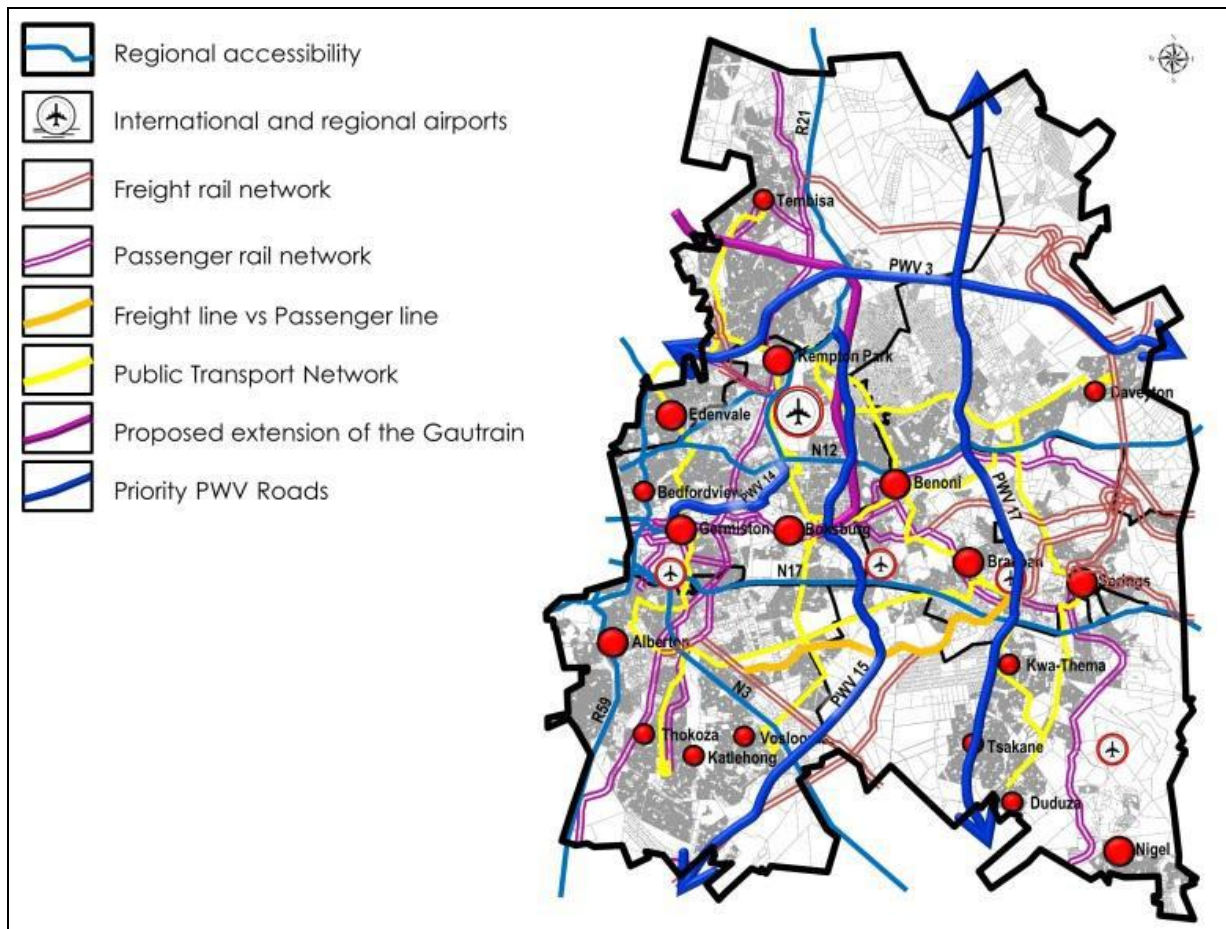 Regional accessibility
International and regional airports
Freight rail network
Passenger rail network
Freight line vs Passenger line
Public Transport Network
Proposed extension of the Gautrain
Priority PWV Roads
R21
Tembisa
PWV 3
Kempton Park
Daveyton
Edenvale
N12
Bedfordview
PWV 14
Benoni
PWV 17
Germiston
Boksburg
N17
Brakpan
Springs
Alberton
Kwa-Thema
PWV 15
N3
R59
Thokoza
Tsakane
Katlehong
Duduza
Nigel